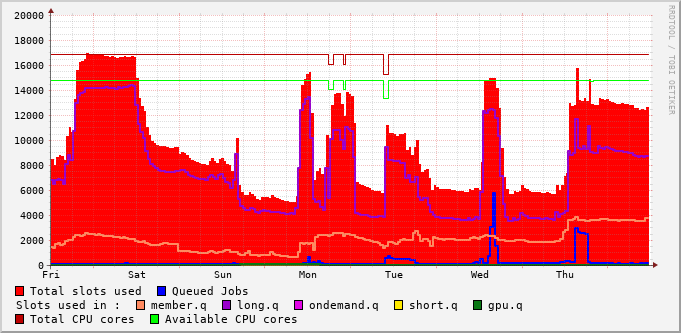 RRDTOOL / TOBI OETIKER
20000
18000
16000
14000
12000
10000
8000
6000
4000
2000
0
Fri Sat Sun Mon Tue Wed Thu
Total slots used Queued Jobs
Slots used in : member.q long.q ondemand.q short.q gpu.q
Total CPU cores Available CPU cores